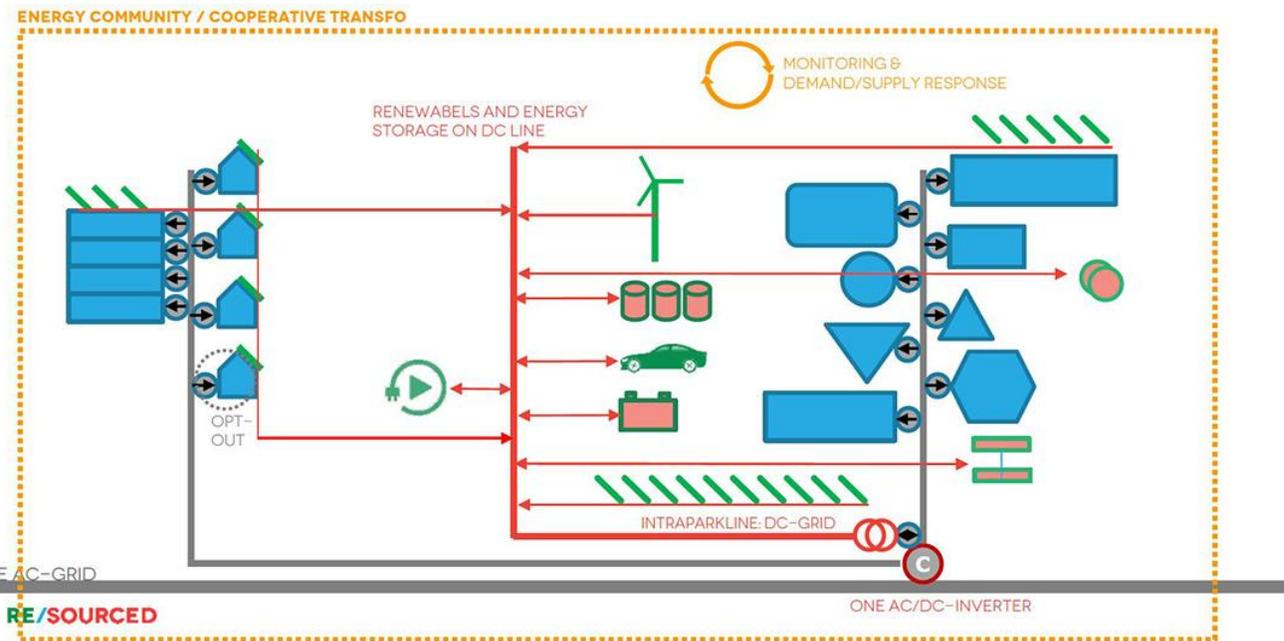 ENERGY COMMUNITY / COOPERATIVE TRANSFO
MONITORING &
DEMAND/SUPPLY RESPONSE
RENEWABELS AND ENERGY
STORAGE ON DC LINE
OPT-
OUT
INTRAPARKLINE: DC-GRID
C
E AC-GRID
ONE AC/DC-INVERTER
RE/SOURCED